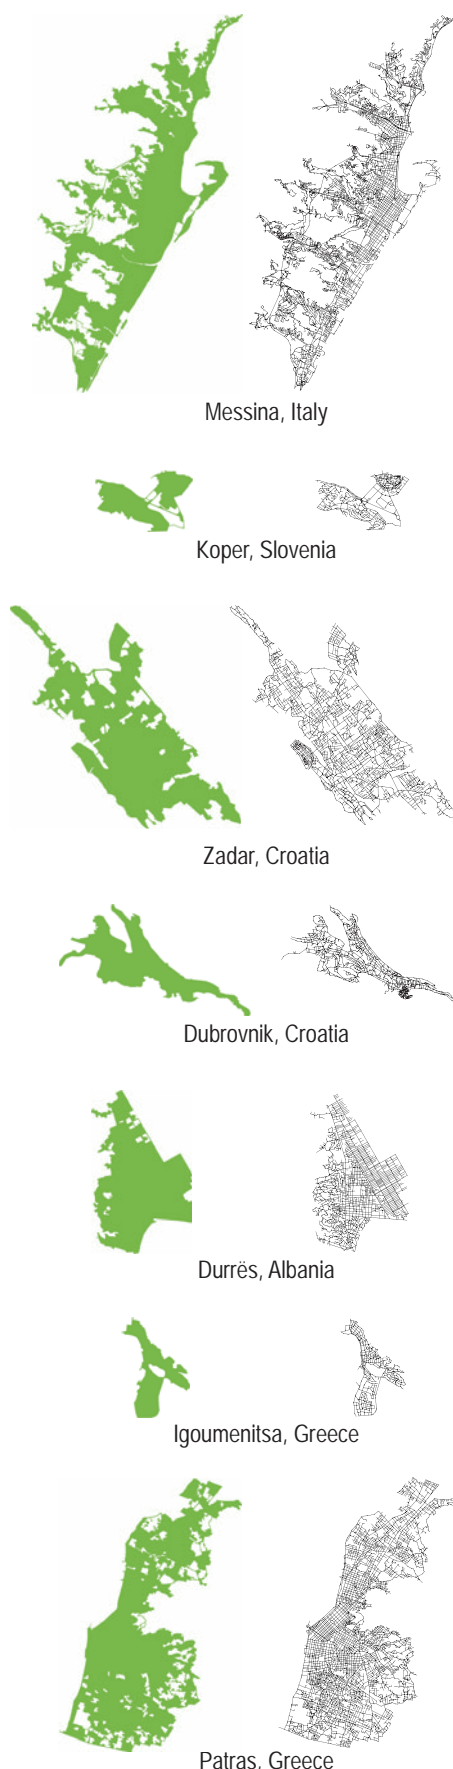 Messina, Italy
Koper, Slovenia
Zadar, Croatia
Dubrovnik, Croatia
Durrës, Albania
Igoumenitsa, Greece
Patras, Greece